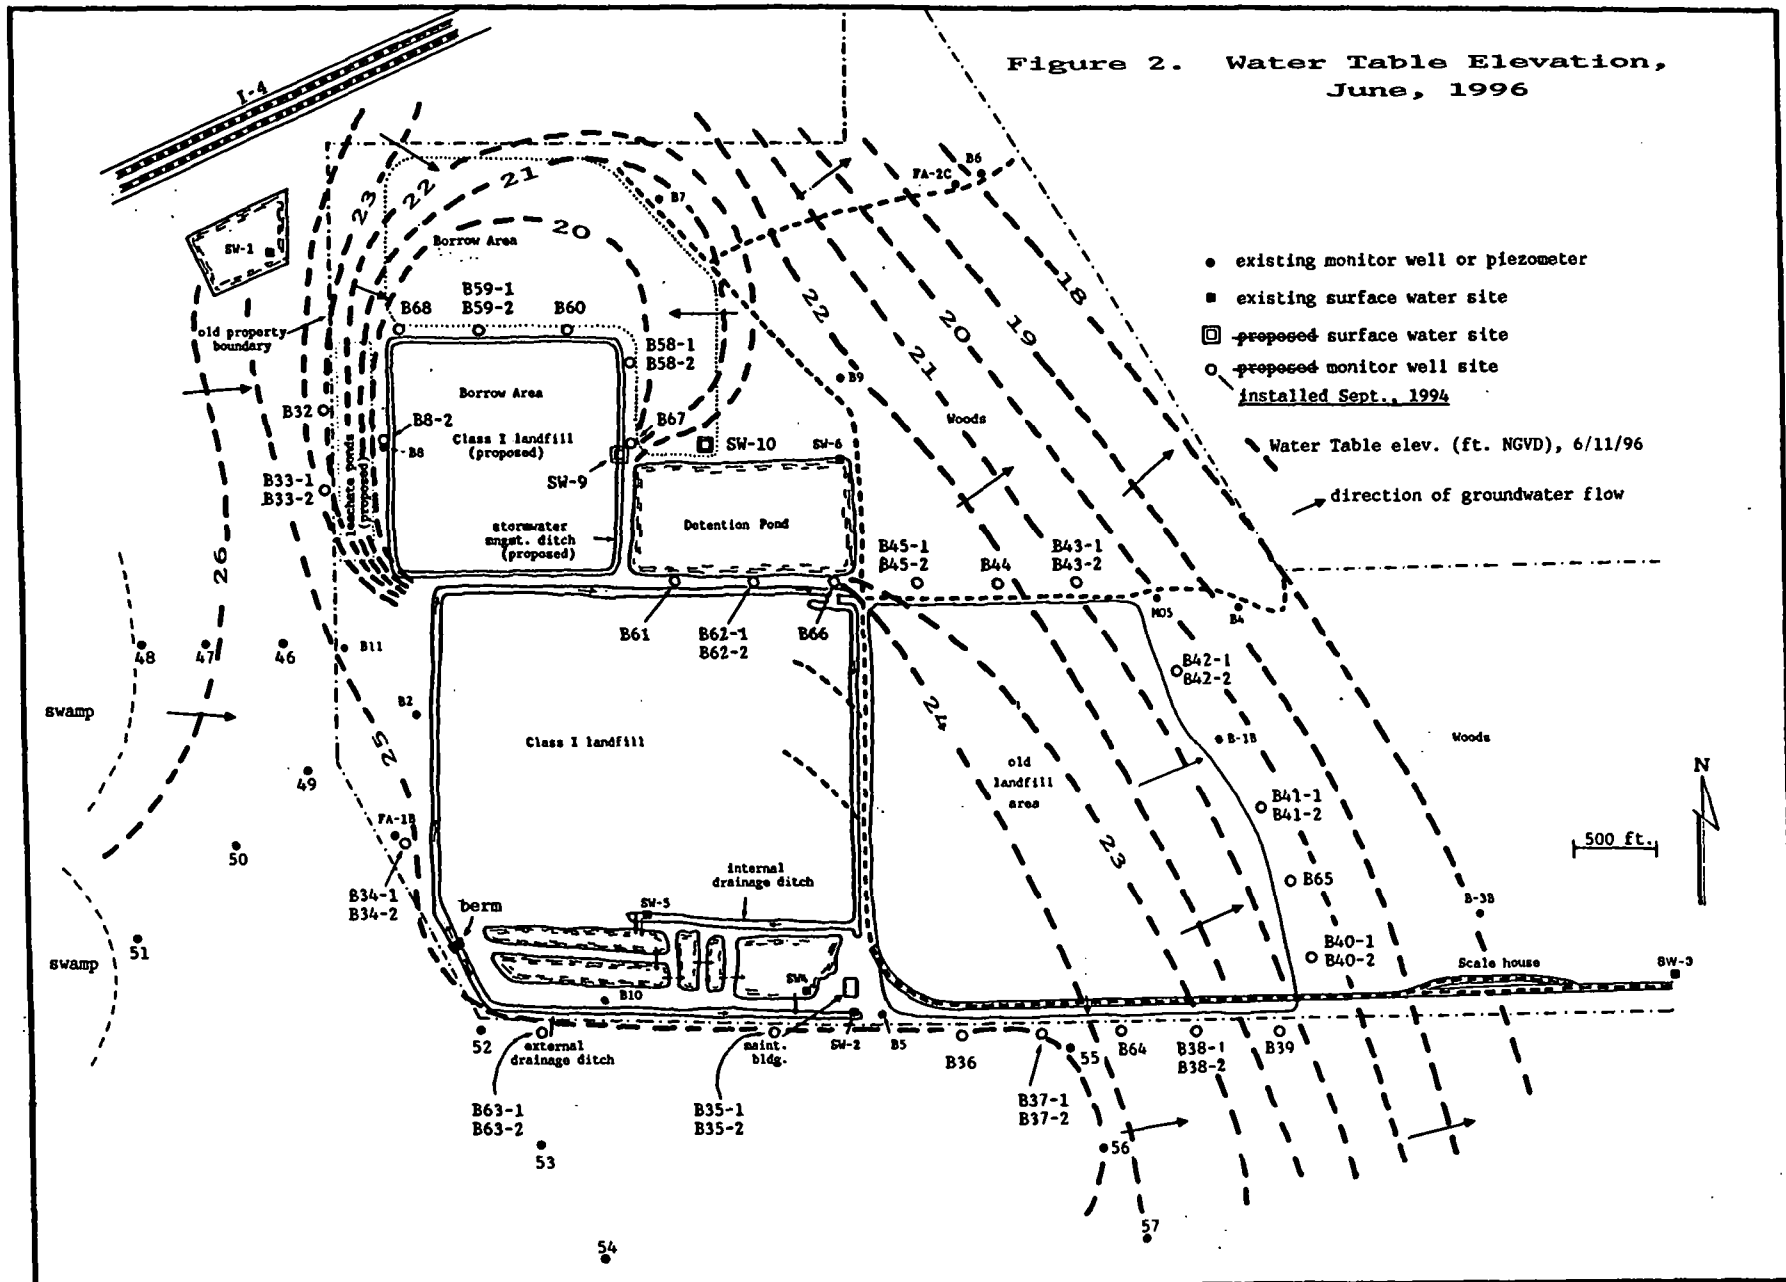 Figure 2. Water Table Elevation,
June, 1996
I-4
SW-1
old property
boundary
23
22
21
20
Borrow Area
B7
FA-2C
B6
18
19
20
21
22
existing monitor well or piezometer
existing surface water site
proposed surface water site
proposed monitor well site
installed Sept., 1994
Water Table elev. (ft. NGVD), 6/11/96
direction of groundwater flow
B68
B59-1
B59-2
B60
B58-1
B58-2
B9
Woods
B32
Borrow Area
B8-2
B8
Class I landfill
(proposed)
B67
SW-10
SW-6
SW-9
B33-1
B33-2
leachate ponds
(proposed)
stormwater
mngmt. ditch
(proposed)
Detention Pond
26
B45-1
B45-2
B44
B43-1
B43-2
MO5
B4
B61
B62-1
B62-2
B66
48
47
46
B11
B42-1
B42-2
swamp
B2
25
Class I landfill
24
old
landfill
area
B-1B
Woods
49
B41-1
B41-2
N
500 ft.
FA-1B
50
23
B34-1
B34-2
berm
internal
drainage ditch
SW-5
B65
B-3B
51
swamp
B40-1
B40-2
Scale house
SW-3
B10
SW4
52
external
drainage ditch
maint.
bldg.
SW-2
B5
B36
55
B64
B38-1
B38-2
B39
B63-1
B63-2
B35-1
B35-2
B37-1
B37-2
53
56
54
57